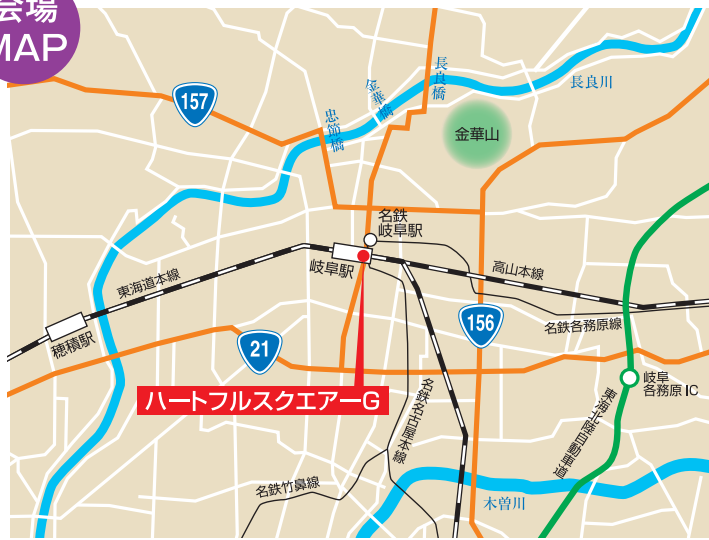 会場
MAP
157
忠節橋
金華橋
長良橋
長良川
金華山
名鉄
岐阜駅
岐阜駅
東海道本線
穂積駅
高山本線
名鉄各務原線
156
21
ハートフルスクエアーG
名鉄名古屋本線
岐阜
各務原IC
東海北陸自動車道
名鉄竹鼻線
木曽川